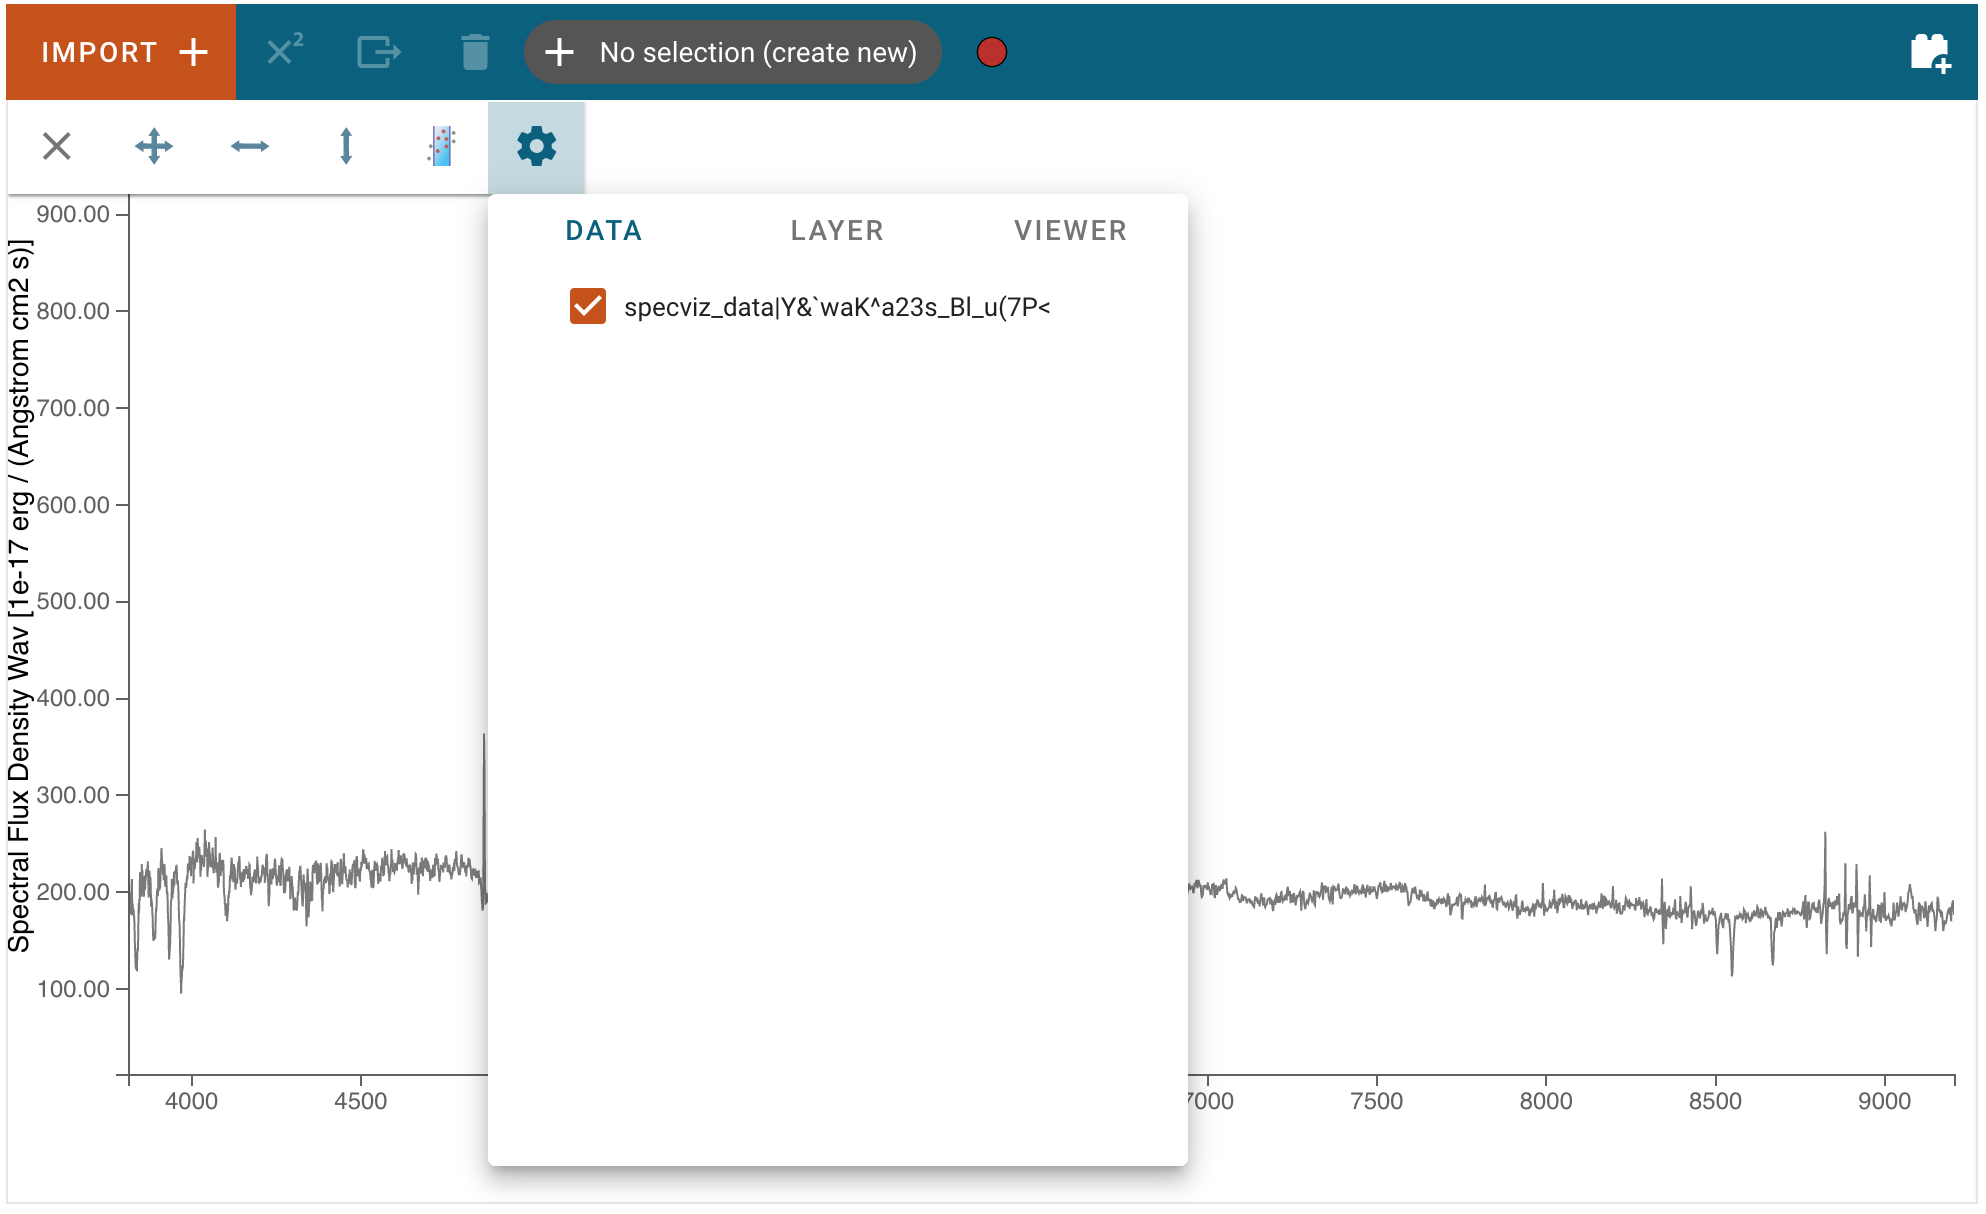 IMPORT +
x²
+ No selection (create new)
DATA LAYER VIEWER
specviz_data|Y&`waK^a23s_Bl_u(7P<
Spectral Flux Density Wav [1e-17 erg / (Angstrom cm2 s)]
900.00
800.00
700.00
600.00
500.00
400.00
300.00
200.00
100.00
4000 4500 7000 7500 8000 8500 9000